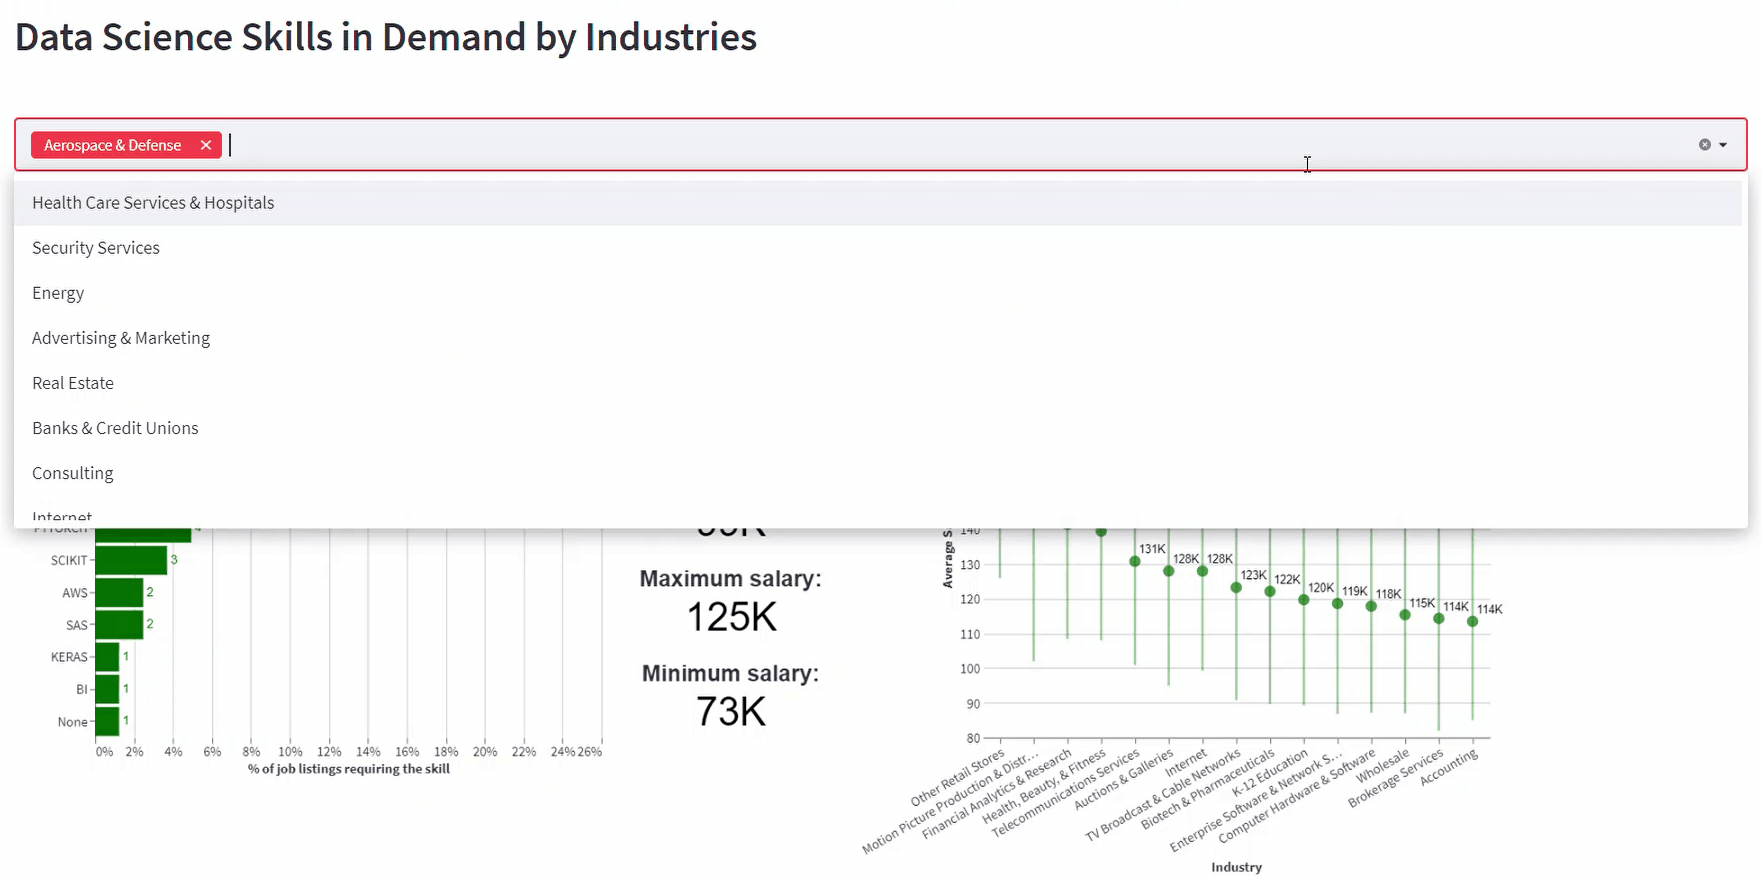 Data Science Skills in Demand by Industries
Aerospace & Defense
Health Care Services & Hospitals
Security Services
Energy
Advertising & Marketing
Real Estate
Banks & Credit Unions
Consulting
Internet
SCIKIT
3
AWS
2
SAS
2
KERAS
1
BI
1
None
1
0% 2% 4% 6% 8% 10% 12% 14% 16% 18% 20% 22% 24% 26%
% of job listings requiring the skill
Maximum salary:
125K
Minimum salary:
73K
Average S
140
130
120
110
100
90
80
131K
128K
128K
123K
122K
120K
119K
118K
115K
114K
114K
Other Retail Stores
Motion Picture Production & Distr...
Financial Analytics & Research
Health, Beauty, & Fitness
Telecommunications Services
Auctions & Galleries
Internet
TV Broadcast & Cable Networks
Biotech & Pharmaceuticals
K-12 Education
Enterprise Software & Network S...
Computer Hardware & Software
Wholesale
Brokerage Services
Accounting
Industry